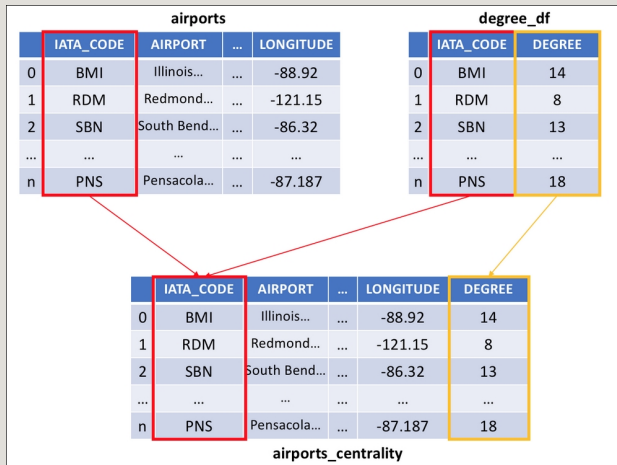 airports
IATA_CODE AIRPORT ... LONGITUDE
0 BMI Illinois... ... -88.92
1 RDM Redmond... ... -121.15
2 SBN South Bend... ... -86.32
... ... ... ... ...
n PNS Pensacola... ... -87.187
degree_df
IATA_CODE DEGREE
0 BMI 14
1 RDM 8
2 SBN 13
... ... ...
n PNS 18
IATA_CODE AIRPORT ... LONGITUDE DEGREE
0 BMI Illinois... ... -88.92 14
1 RDM Redmond... ... -121.15 8
2 SBN South Bend... ... -86.32 13
... ... ... ... ... ...
n PNS Pensacola... ... -87.187 18
airports_centrality